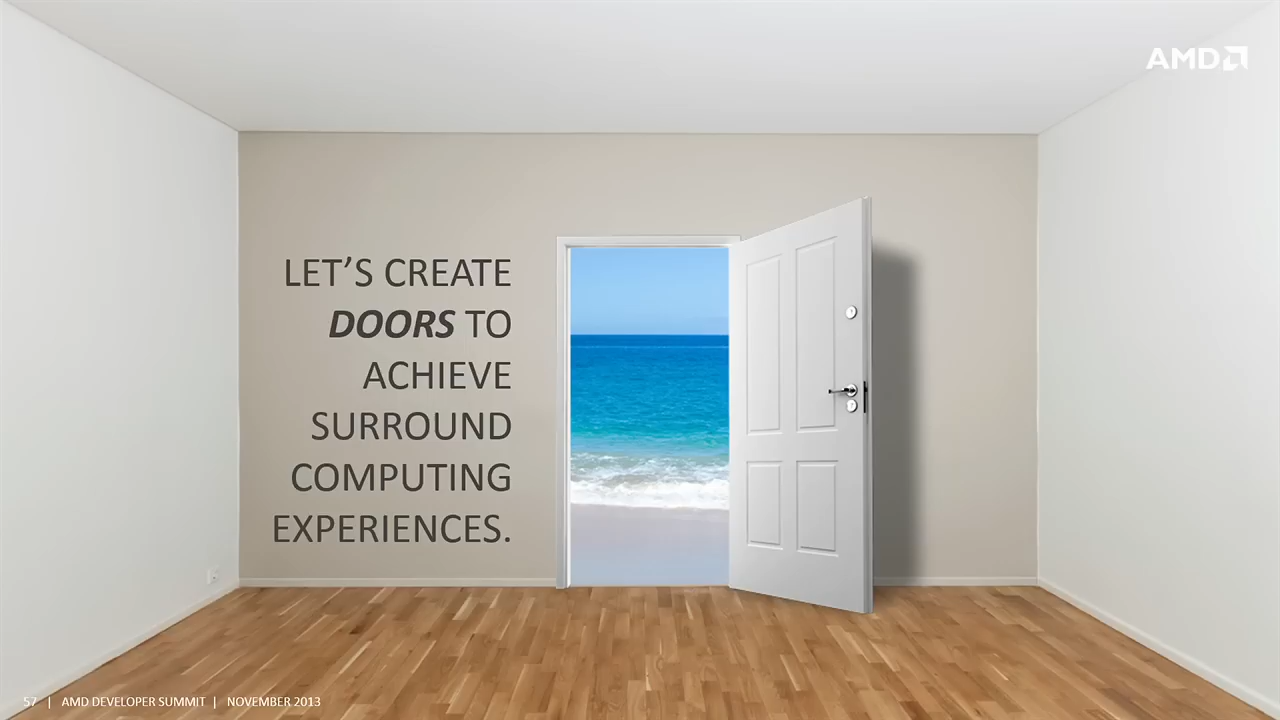 AMD
LET’S CREATE
DOORS TO
ACHIEVE
SURROUND
COMPUTING
EXPERIENCES.
57 | AMD DEVELOPER SUMMIT | NOVEMBER 2013